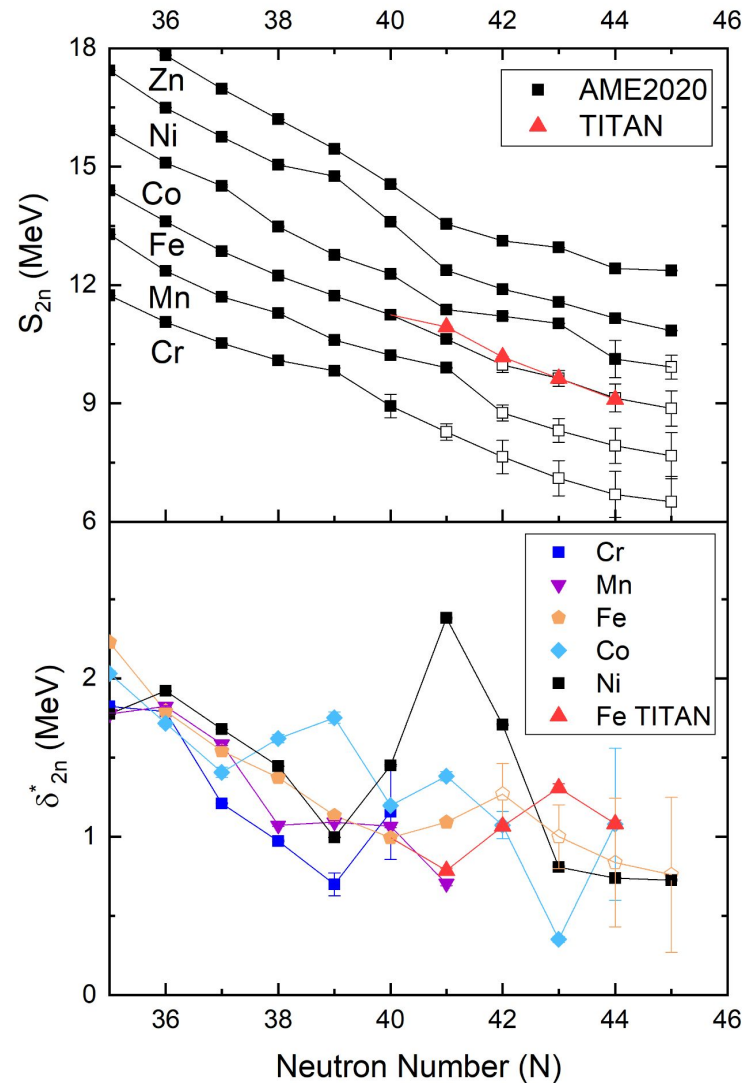 36 38 40 42 44 46
18
15
12
9
6
S2n (MeV)
Zn
Ni
Co
Fe
Mn
Cr
AME2020
TITAN
2
1
0
δ*2n (MeV)
Cr
Mn
Fe
Co
Ni
Fe TITAN
36 38 40 42 44 46
Neutron Number (N)